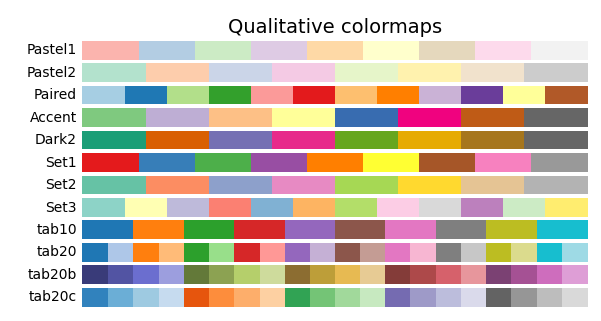 Qualitative colormaps
Pastel1
Pastel2
Paired
Accent
Dark2
Set1
Set2
Set3
tab10
tab20
tab20b
tab20c